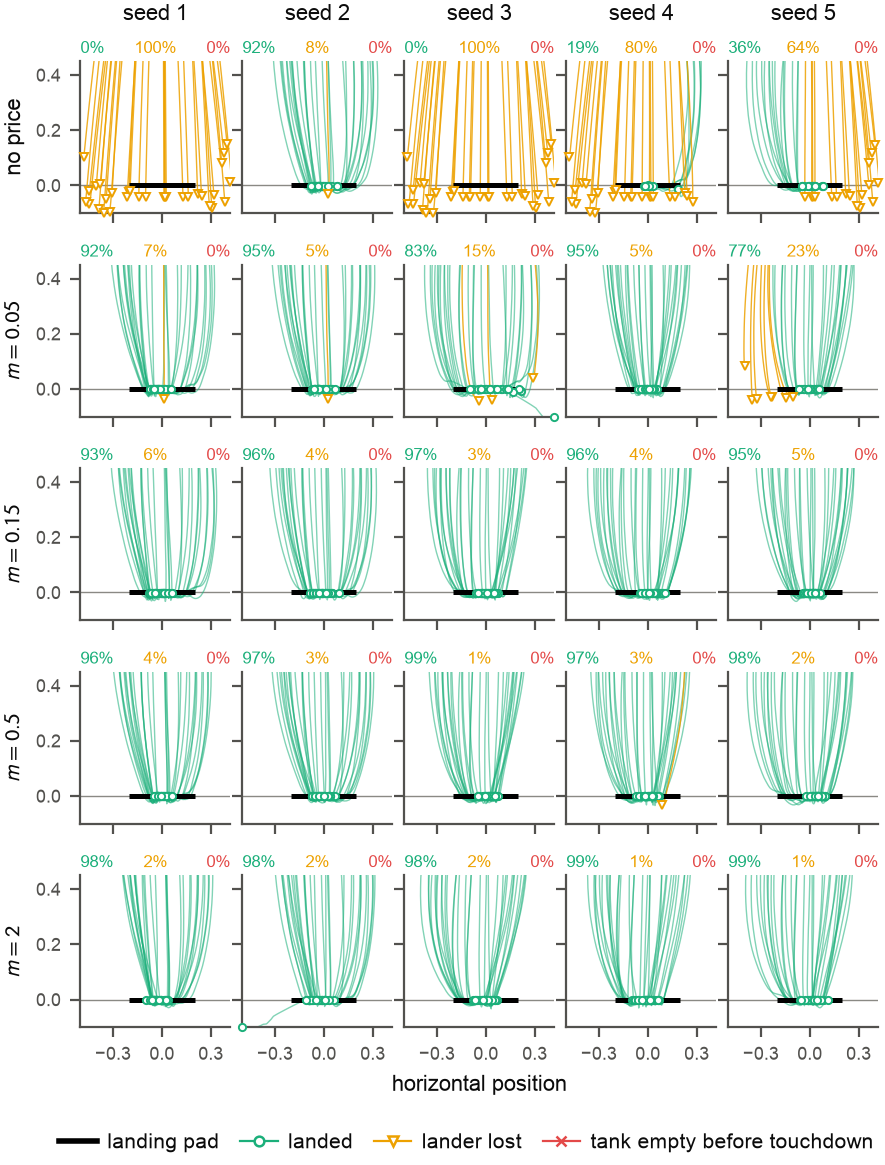 seed 1 seed 2 seed 3 seed 4 seed 5
0% 100% 0% 92% 8% 0% 0% 100% 0% 19% 80% 0% 36% 64% 0%
no price
0.4
0.2
0.0
92% 7% 0% 95% 5% 0% 83% 15% 0% 95% 5% 0% 77% 23% 0%
m = 0.05
0.4
0.2
0.0
93% 6% 0% 96% 4% 0% 97% 3% 0% 96% 4% 0% 95% 5% 0%
m = 0.15
0.4
0.2
0.0
96% 4% 0% 97% 3% 0% 99% 1% 0% 97% 3% 0% 98% 2% 0%
m = 0.5
0.4
0.2
0.0
98% 2% 0% 98% 2% 0% 98% 2% 0% 99% 1% 0% 99% 1% 0%
m = 2
0.4
0.2
0.0
−0.3 0.0 0.3 −0.3 0.0 0.3 −0.3 0.0 0.3 −0.3 0.0 0.3 −0.3 0.0 0.3
horizontal position
landing pad landed lander lost tank empty before touchdown